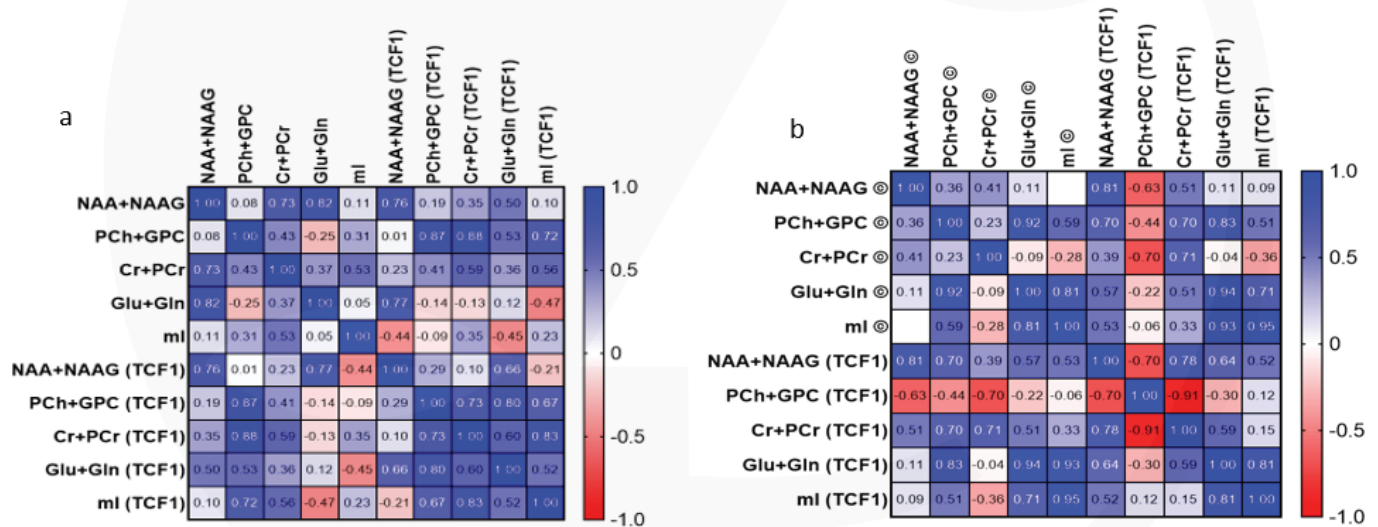 a
NAA+NAAG PCh+GPC Cr+PCr Glu+Gln mI NAA+NAAG (TCF1) PCh+GPC (TCF1) Cr+PCr (TCF1) Glu+Gln (TCF1) mI (TCF1)
NAA+NAAG 1.00 0.08 0.73 0.82 0.11 0.76 0.19 0.35 0.50 0.10
PCh+GPC 0.08 1.00 0.43 -0.25 0.31 0.01 0.87 0.88 0.53 0.72
Cr+PCr 0.73 0.43 1.00 0.37 0.53 0.23 0.41 0.59 0.36 0.56
Glu+Gln 0.82 -0.25 0.37 1.00 0.05 0.77 -0.14 -0.13 0.12 -0.47
mI 0.11 0.31 0.53 0.05 1.00 -0.44 -0.09 0.35 -0.45 0.23
NAA+NAAG (TCF1) 0.76 0.01 0.23 0.77 -0.44 1.00 0.29 0.10 0.66 -0.21
PCh+GPC (TCF1) 0.19 0.87 0.41 -0.14 -0.09 0.29 1.00 0.73 0.80 0.67
Cr+PCr (TCF1) 0.35 0.88 0.59 -0.13 0.35 0.10 0.73 1.00 0.60 0.83
Glu+Gln (TCF1) 0.50 0.53 0.36 0.12 -0.45 0.66 0.80 0.60 1.00 0.52
mI (TCF1) 0.10 0.72 0.56 -0.47 0.23 -0.21 0.67 0.83 0.52 1.00
1.0
0.5
0
-0.5
-1.0
b
NAA+NAAG © PCh+GPC © Cr+PCr © Glu+Gln © mI © NAA+NAAG (TCF1) PCh+GPC (TCF1) Cr+PCr (TCF1) Glu+Gln (TCF1) mI (TCF1)
NAA+NAAG © 1.00 0.36 0.41 0.11 0.81 -0.63 0.51 0.11 0.09
PCh+GPC © 0.36 1.00 0.23 0.92 0.59 0.70 -0.44 0.70 0.83 0.51
Cr+PCr © 0.41 0.23 1.00 -0.09 -0.28 0.39 -0.70 0.71 -0.04 -0.36
Glu+Gln © 0.11 0.92 -0.09 1.00 0.81 0.57 -0.22 0.51 0.94 0.71
mI © 0.59 -0.28 0.81 1.00 0.53 -0.06 0.33 0.93 0.95
NAA+NAAG (TCF1) 0.81 0.70 0.39 0.57 0.53 1.00 -0.70 0.78 0.64 0.52
PCh+GPC (TCF1) -0.63 -0.44 -0.70 -0.22 -0.06 -0.70 1.00 -0.91 -0.30 0.12
Cr+PCr (TCF1) 0.51 0.70 0.71 0.51 0.33 0.78 -0.91 1.00 0.59 0.15
Glu+Gln (TCF1) 0.11 0.83 -0.04 0.94 0.93 0.64 -0.30 0.59 1.00 0.81
mI (TCF1) 0.09 0.51 -0.36 0.71 0.95 0.52 0.12 0.15 0.81 1.00
1.0
0.5
0
-0.5
-1.0